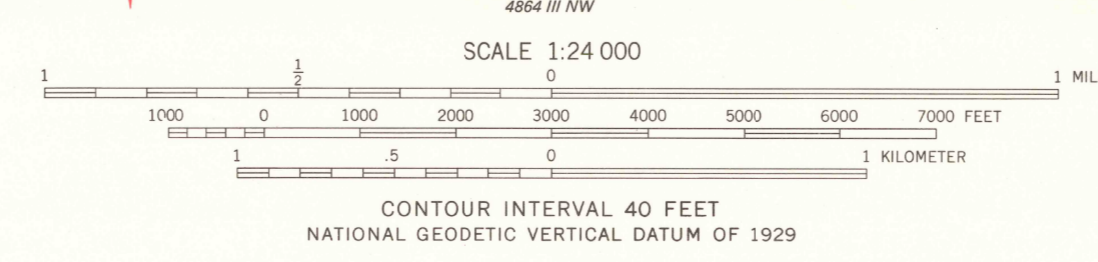 4864 III NW
SCALE 1:24 000
1 1/2 0 1 MIL
1000 0 1000 2000 3000 4000 5000 6000 7000 FEET
1 .5 0 1 KILOMETER
CONTOUR INTERVAL 40 FEET
NATIONAL GEODETIC VERTICAL DATUM OF 1929